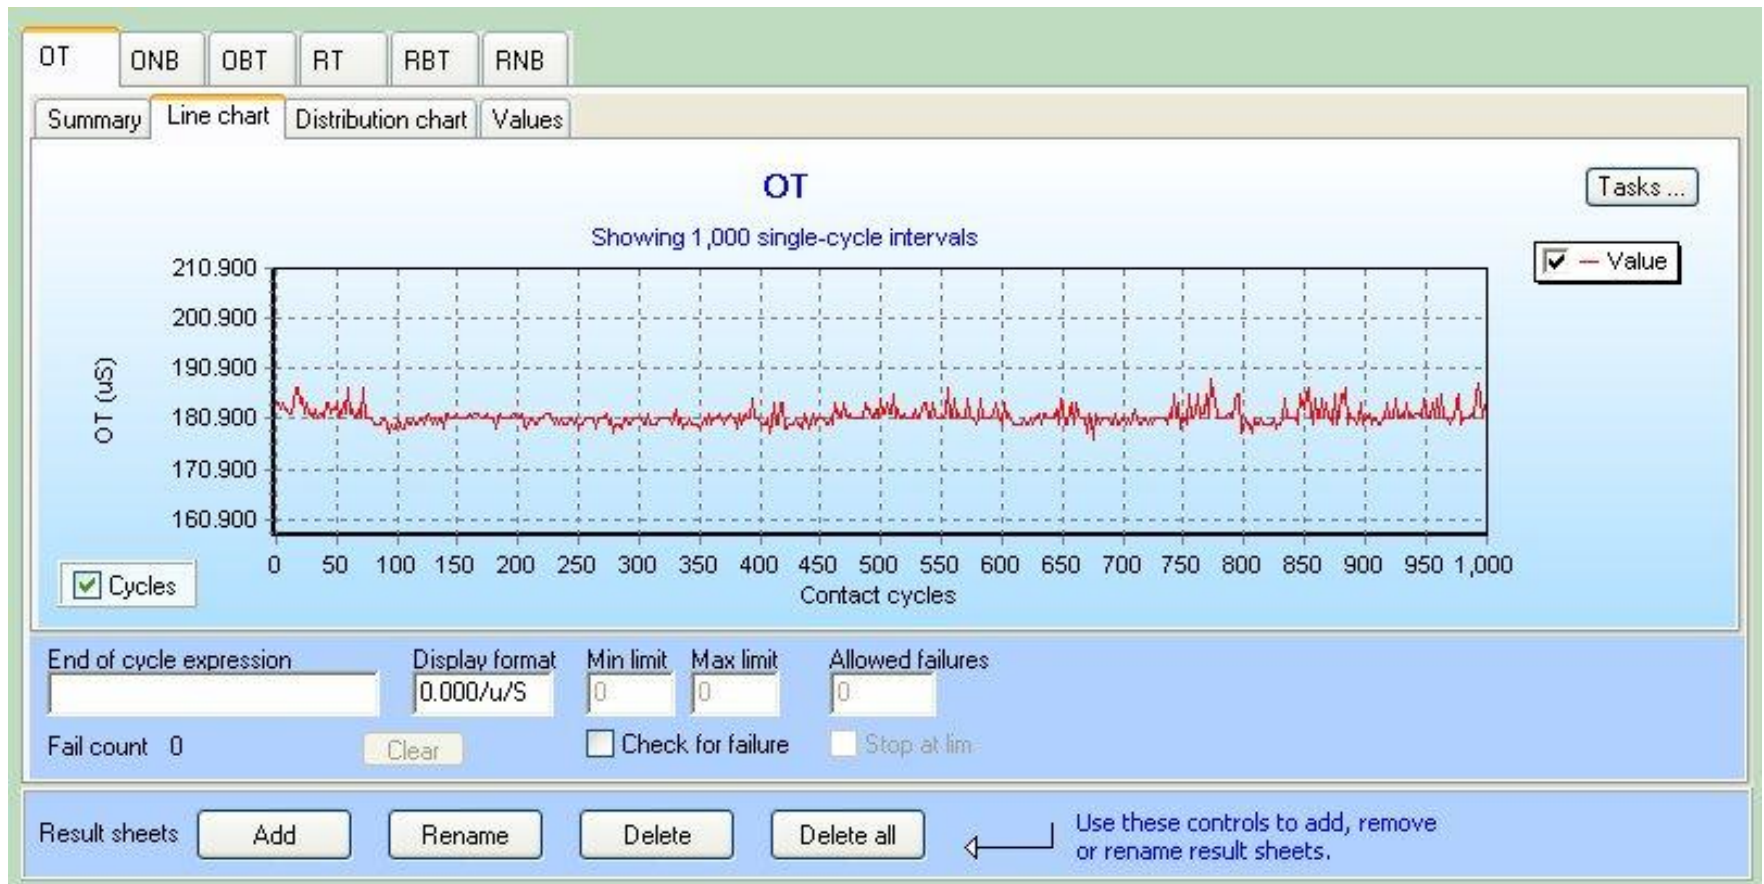 OT ONB OBT RT RBT RNB
Summary Line chart Distribution chart Values
OT
Tasks ...
Showing 1,000 single-cycle intervals
Value
210.900
200.900
190.900
180.900
170.900
160.900
OT (uS)
0 50 100 150 200 250 300 350 400 450 500 550 600 650 700 750 800 850 900 950 1,000
Contact cycles
Cycles
End of cycle expression Display format Min limit Max limit Allowed failures
0.000/u/S 0 0 0
Fail count 0 Clear Check for failure Stop at lim
Result sheets Add Rename Delete Delete all
Use these controls to add, remove
or rename result sheets.